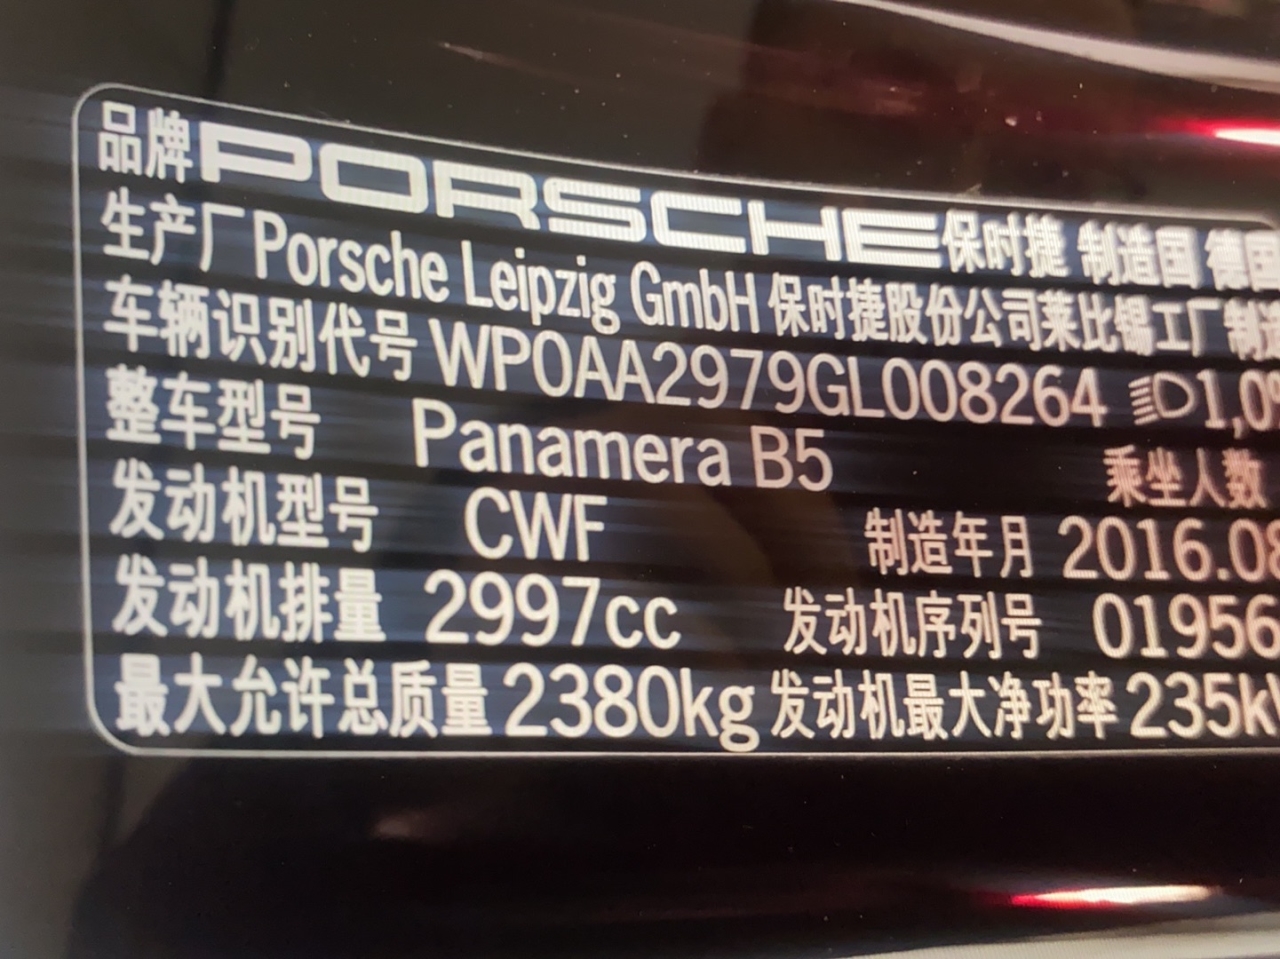 品牌 PORSCHE 保时捷 制造国 德国
生产厂 Porsche Leipzig GmbH 保时捷股份公司莱比锡工厂制造
车辆识别代号 WP0AA2979GL008264 1,0%
整车型号 Panamera B5 乘坐人数
发动机型号 CWF 制造年月 2016.08
发动机排量 2997cc 发动机序列号 01956
最大允许总质量 2380kg 发动机最大净功率 235kW